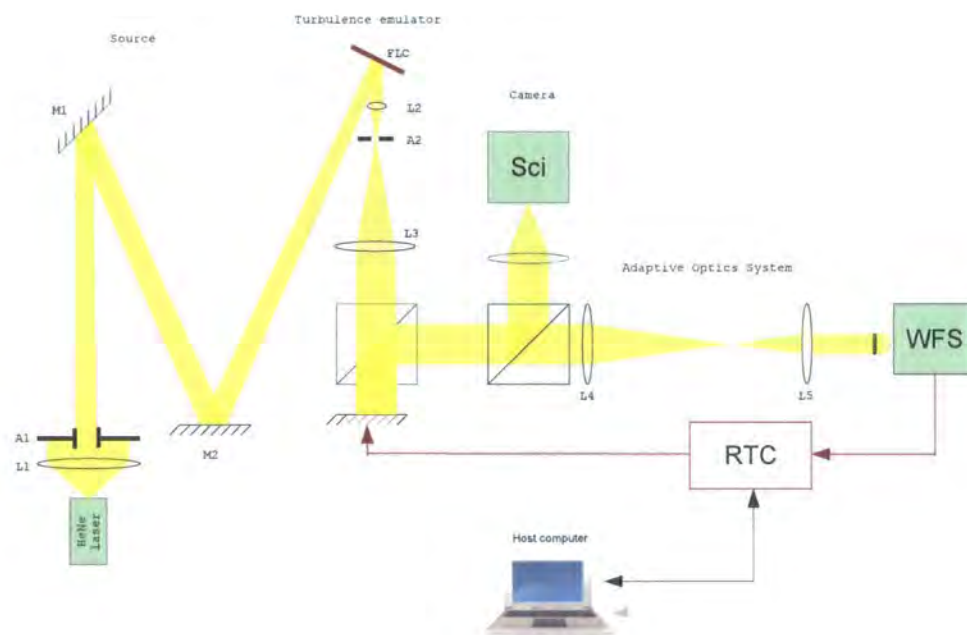 Turbulence emulator
Source
FLC
M1
L2
A2
Camera
Sci
L3
Adaptive Optics System
WFS
L4
L5
A1
L1
M2
RTC
HeNe
laser
Host computer